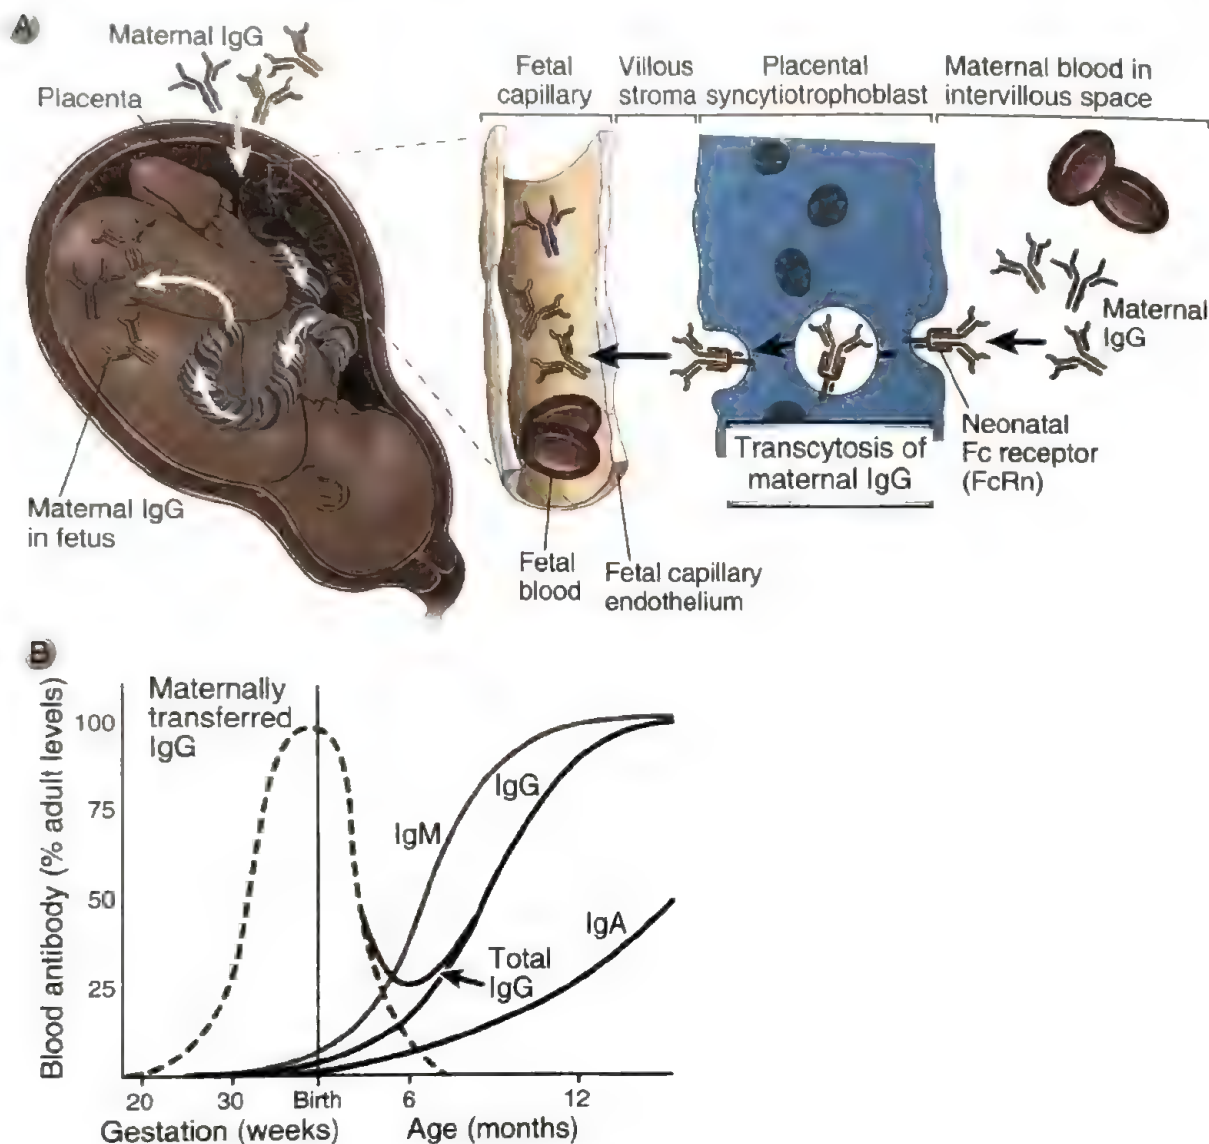 A
Maternal IgG
Placenta
Maternal IgG
in fetus
Fetal
capillary
Villous
stroma
Placental
syncytiotrophoblast
Maternal blood in
intervillous space
Maternal
IgG
Neonatal
Fc receptor
(FcRn)
Transcytosis of
maternal IgG
Fetal
blood
Fetal capillary
endothelium
B
Blood antibody (% adult levels)
100
75
50
25
Maternally
transferred
IgG
IgM
IgG
Total
IgG
IgA
20
30
Birth
6
12
Gestation (weeks)
Age (months)